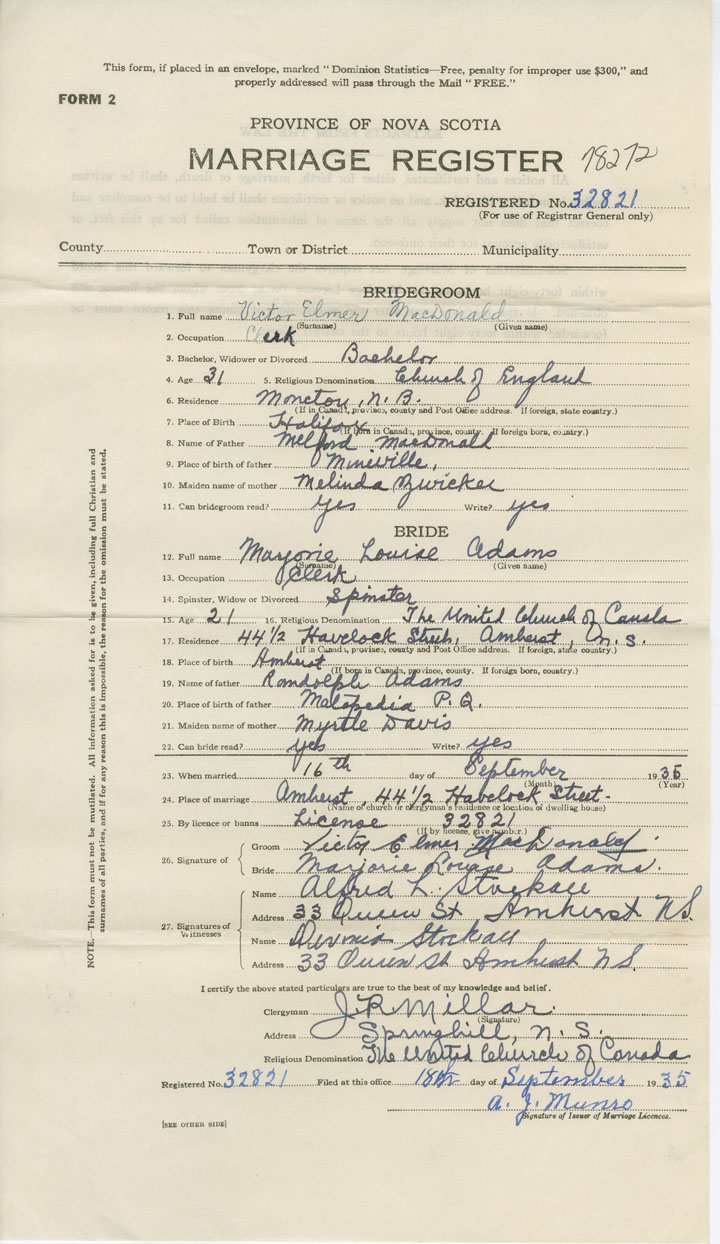 This form, if placed in an envelope, marked "Dominion Statistics—Free, penalty for improper use $300," and
properly addressed will pass through the Mail "FREE."
FORM 2
PROVINCE OF NOVA SCOTIA
MARRIAGE REGISTER 78272
REGISTERED No. 32821
(For use of Registrar General only)
County Town or District Municipality
BRIDEGROOM
1. Full name Victor Elmer MacDonald
(Surname) (Given name)
2. Occupation Clerk
3. Bachelor, Widower or Divorced Bachelor
4. Age 31 5. Religious Denomination Church of England
6. Residence Moncton, N.B.
(If in Canada, province, county and Post Office address. If foreign, state country.)
7. Place of Birth Halifax
(If born in Canada, province, county. If foreign born, country.)
8. Name of Father Melford MacDonald
9. Place of birth of father Mineville,
10. Maiden name of mother Melinda Zwicker
11. Can bridegroom read? yes Write? yes
BRIDE
12. Full name Marjorie Louise Adams
(Surname) (Given name)
13. Occupation Clerk
14. Spinster, Widow or Divorced Spinster
15. Age 21 16. Religious Denomination The United Church of Canada
17. Residence 44½ Havelock Street, Amherst, N.S.
(If in Canada, province, county and Post Office address. If foreign, state country.)
18. Place of birth Amherst
(If born in Canada, province, county. If foreign born, country.)
19. Name of father Randolph Adams
20. Place of birth of father Matapedia P.Q.
21. Maiden name of mother Myrtle Davis
22. Can bride read? yes Write? yes
23. When married 16th day of September 1935
(Month) (Year)
24. Place of marriage Amherst, 44½ Havelock Street.
(Name of church or clergyman's residence or location of dwelling house)
25. By licence or banns License 32821
(If by licence, give number.)
26. Signature of
Groom Victor Elmer MacDonald.
Bride Marjorie Louise Adams.
27. Signatures of Witnesses
Name Alfred L. Stockall
Address 33 Queen St Amherst N.S.
Name Stockall
Address 33 Queen St Amherst N.S.
I certify the above stated particulars are true to the best of my knowledge and belief.
Clergyman J.R. Millar.
(Signature)
Address Springhill, N.S.
Religious Denomination The United Church of Canada
Registered No. 32821 Filed at this office 18th day of September 1935
A. J. Munro
Signature of Issuer of Marriage Licences.
[SEE OTHER SIDE]
NOTE.—This form must not be mutilated. All information asked for is to be given, including full Christian and
surnames of all parties, and if for any reason this is impossible, the reason for the omission must be stated.